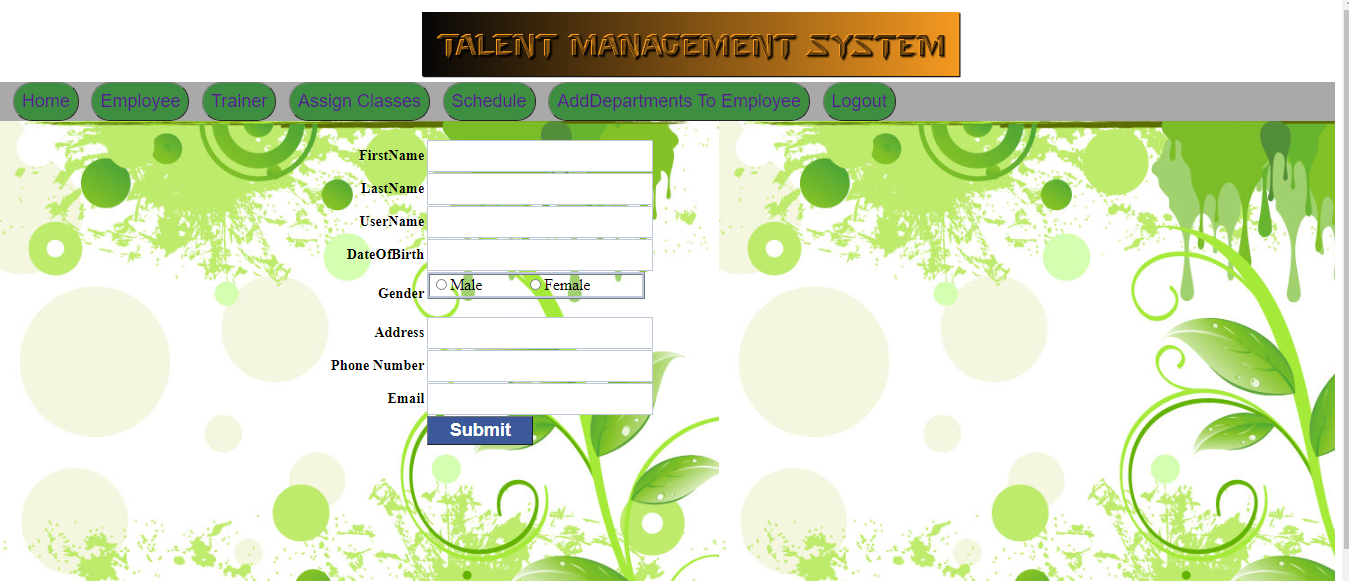 TALENT MANAGEMENT SYSTEM
Home Employee Trainer Assign Classes Schedule AddDepartments To Employee Logout
FirstName
LastName
UserName
DateOfBirth
Gender Male Female
Address
Phone Number
Email
Submit